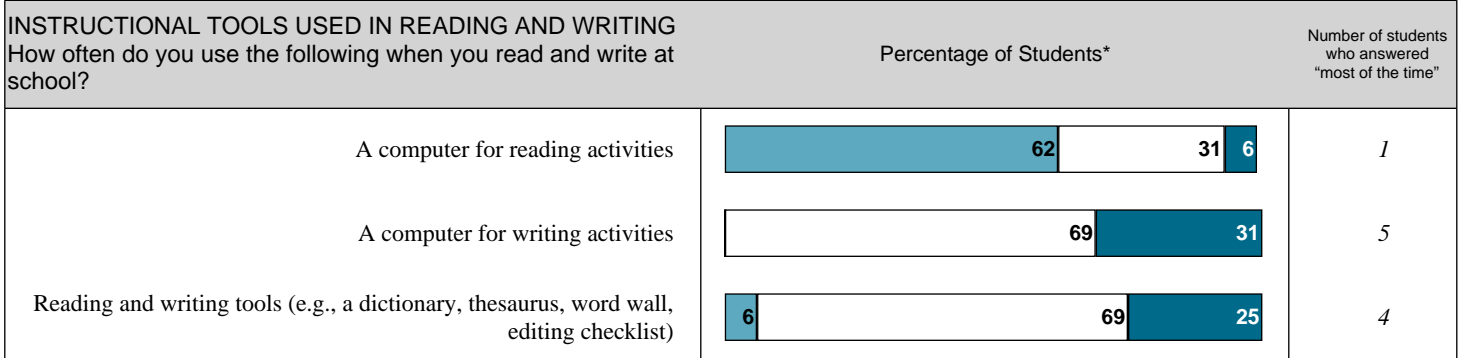 INSTRUCTIONAL TOOLS USED IN READING AND WRITING
How often do you use the following when you read and write at
school?
Percentage of Students*
Number of students
who answered
“most of the time”
A computer for reading activities
62 31 6
1
A computer for writing activities
69 31
5
Reading and writing tools (e.g., a dictionary, thesaurus, word wall,
editing checklist)
6 69 25
4